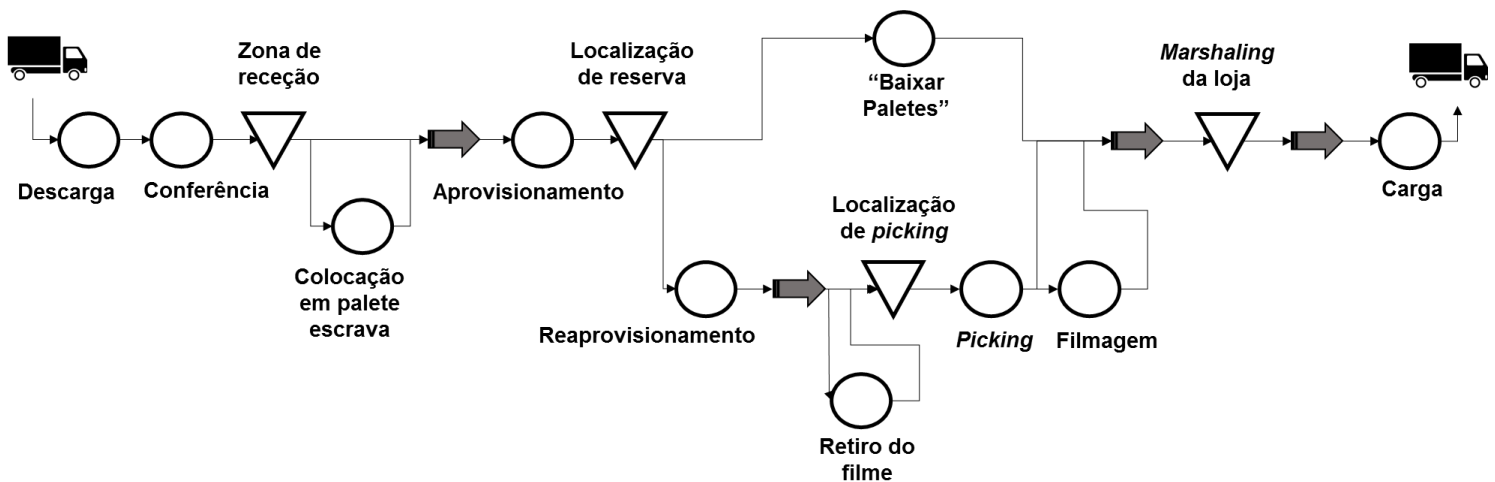 Descarga
Conferência
Zona de
receção
Colocação
em palete
escrava
Aprovisionamento
Localização
de reserva
“Baixar
Paletes”
Reaprovisionamento
Retiro do
filme
Localização
de picking
Picking
Filmagem
Marshaling
da loja
Carga